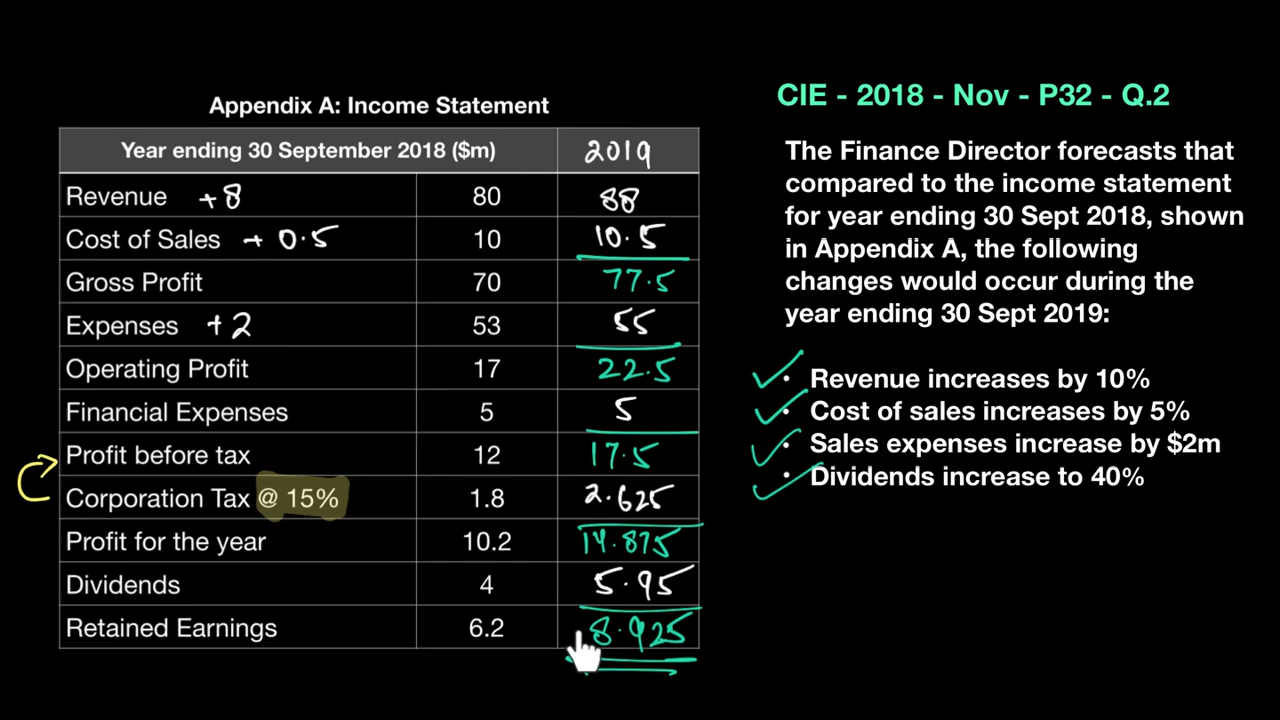 CIE - 2018 - Nov - P32 - Q.2
Appendix A: Income Statement
Year ending 30 September 2018 ($m) 2019
Revenue +8 80 88
Cost of Sales + 0.5 10 10.5
Gross Profit 70 77.5
Expenses +2 53 55
Operating Profit 17 22.5
Financial Expenses 5 5
Profit before tax 12 17.5
Corporation Tax @ 15% 1.8 2.625
Profit for the year 10.2 14.875
Dividends 4 5.95
Retained Earnings 6.2 8.925
The Finance Director forecasts that
compared to the income statement
for year ending 30 Sept 2018, shown
in Appendix A, the following
changes would occur during the
year ending 30 Sept 2019:
• Revenue increases by 10%
• Cost of sales increases by 5%
• Sales expenses increase by $2m
• Dividends increase to 40%